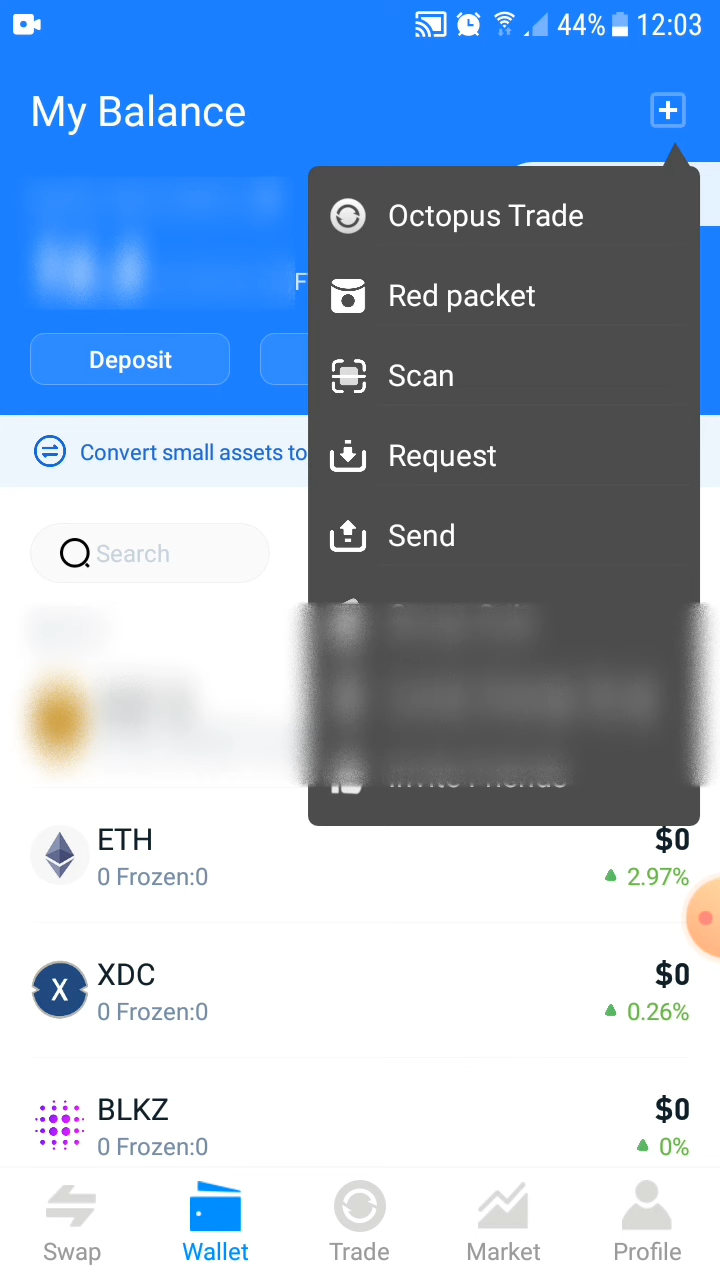 44% 12:03
My Balance
Octopus Trade
Red packet
F
Scan
Deposit
Request
Convert small assets to
Send
Search
Invite Friends
ETH
$0
0 Frozen:0
2.97%
XDC
$0
0 Frozen:0
0.26%
BLKZ
$0
0 Frozen:0
0%
Swap
Wallet
Trade
Market
Profile